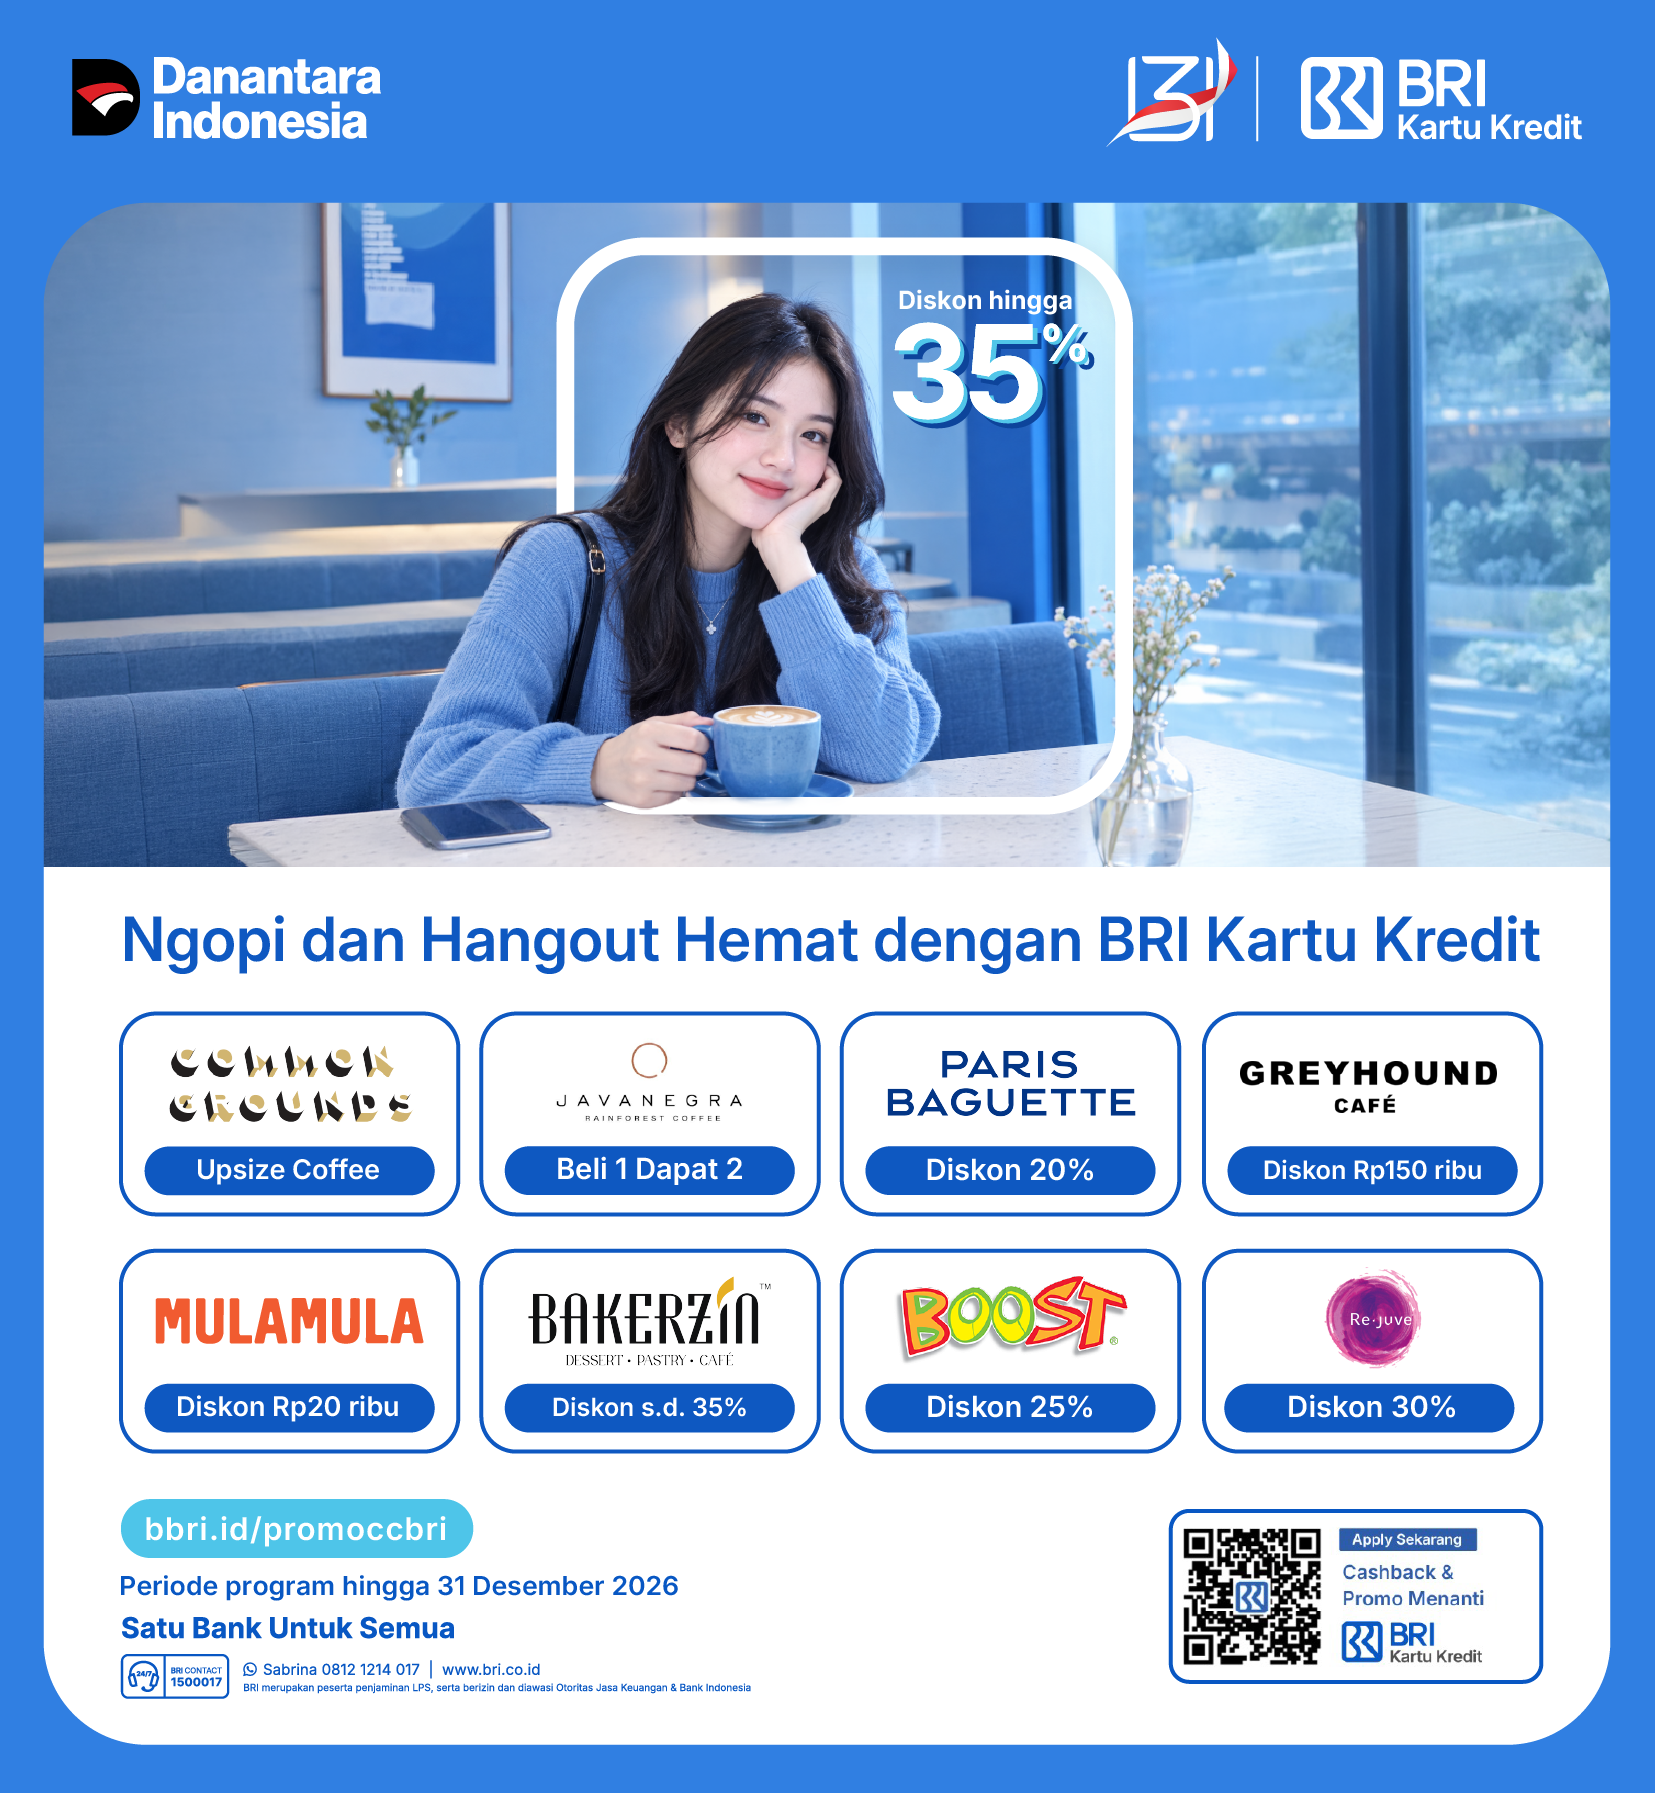 Danantara
Indonesia
131
BRI
Kartu Kredit
Diskon hingga
35%
Ngopi dan Hangout Hemat dengan BRI Kartu Kredit
COMMON
GROUNDS
Upsize Coffee
JAVANEGRA
RAINFOREST COFFEE
Beli 1 Dapat 2
PARIS
BAGUETTE
Diskon 20%
GREYHOUND
CAFÉ
Diskon Rp150 ribu
MULAMULA
Diskon Rp20 ribu
BAKERZIN™
DESSERT • PASTRY • CAFÉ
Diskon s.d. 35%
BOOST®
Diskon 25%
Re.juve
Diskon 30%
bbri.id/promoccbri
Periode program hingga 31 Desember 2026
Satu Bank Untuk Semua
24/7
BRI CONTACT
1500017
Sabrina 0812 1214 017 | www.bri.co.id
BRI merupakan peserta penjaminan LPS, serta berizin dan diawasi Otoritas Jasa Keuangan & Bank Indonesia
Apply Sekarang
Cashback &
Promo Menanti
BRI
Kartu Kredit